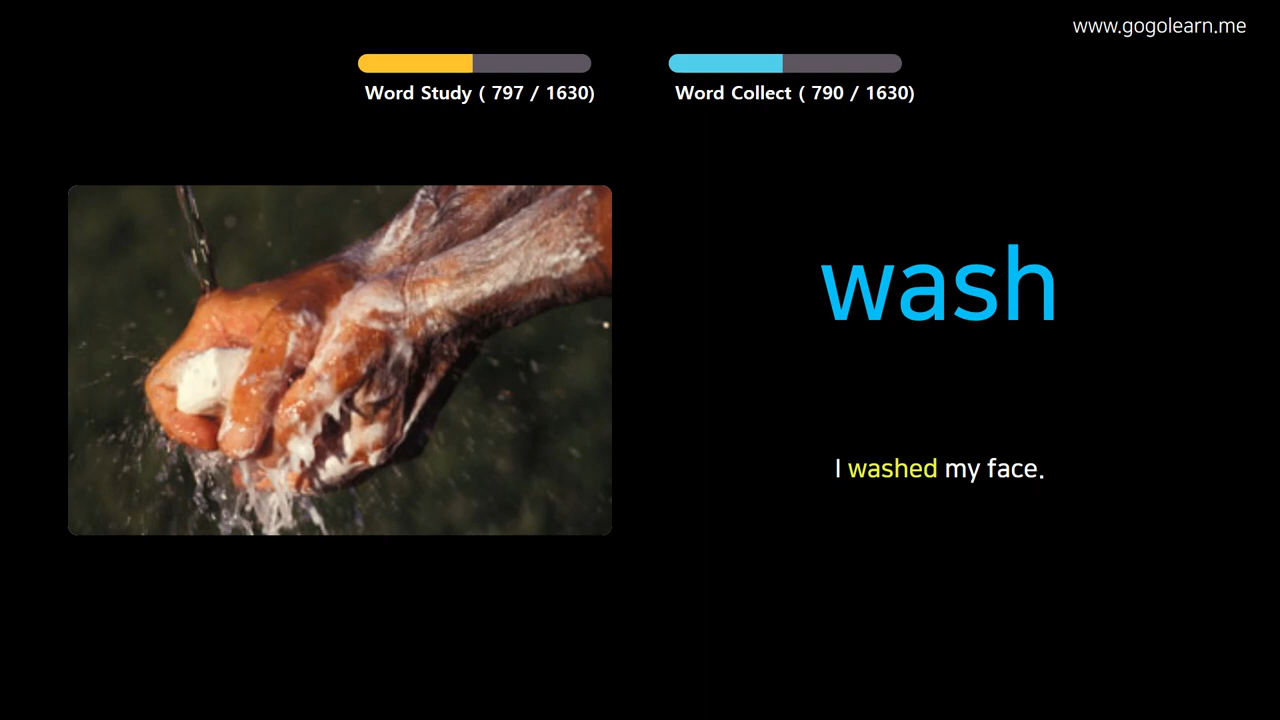 www.gogolearn.me
Word Study ( 797 / 1630)
Word Collect ( 790 / 1630)
wash
I washed my face.